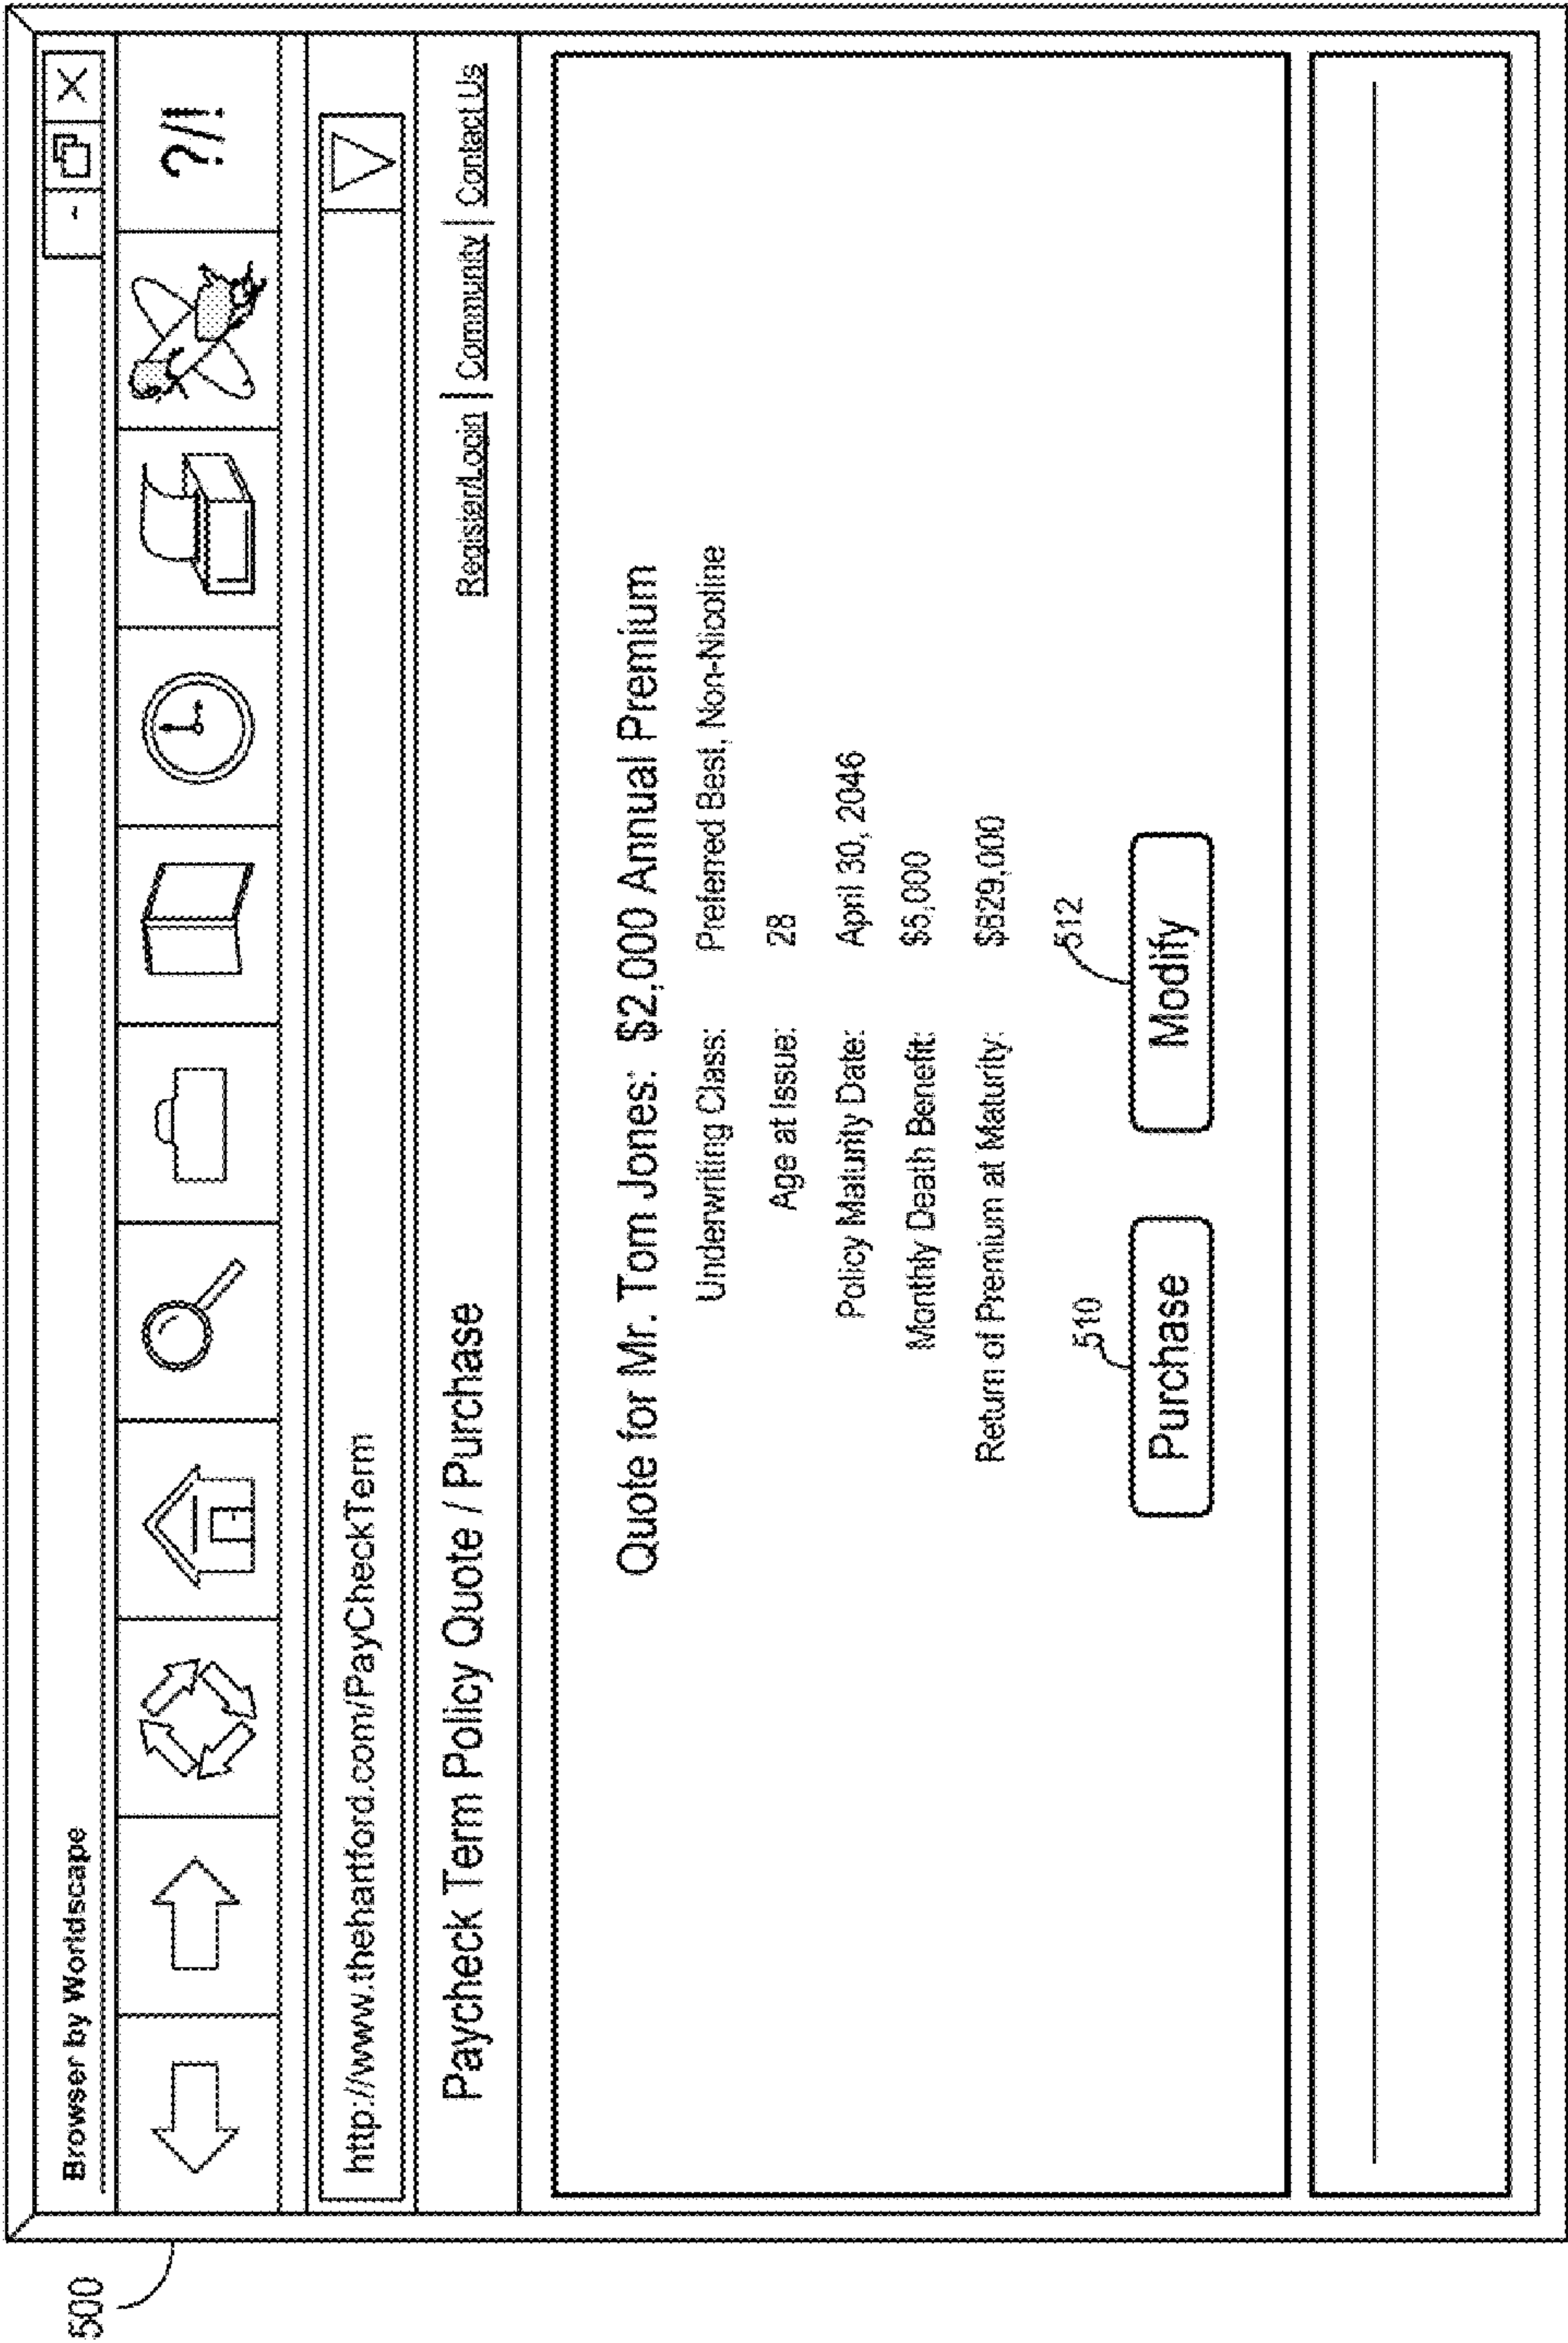 500
Browser by Worldscape
- X
?/!
http://www.thehartford.com/PayCheckTerm
Paycheck Term Policy Quote / Purchase
Register/Login | Community | Contact Us
Quote for Mr. Tom Jones: $2,000 Annual Premium
Underwriting Class: Preferred Best, Non-Nicotine
Age at Issue: 28
Policy Maturity Date: April 30, 2046
Monthly Death Benefit: $5,000
Return of Premium at Maturity:
510 512
Purchase Modify